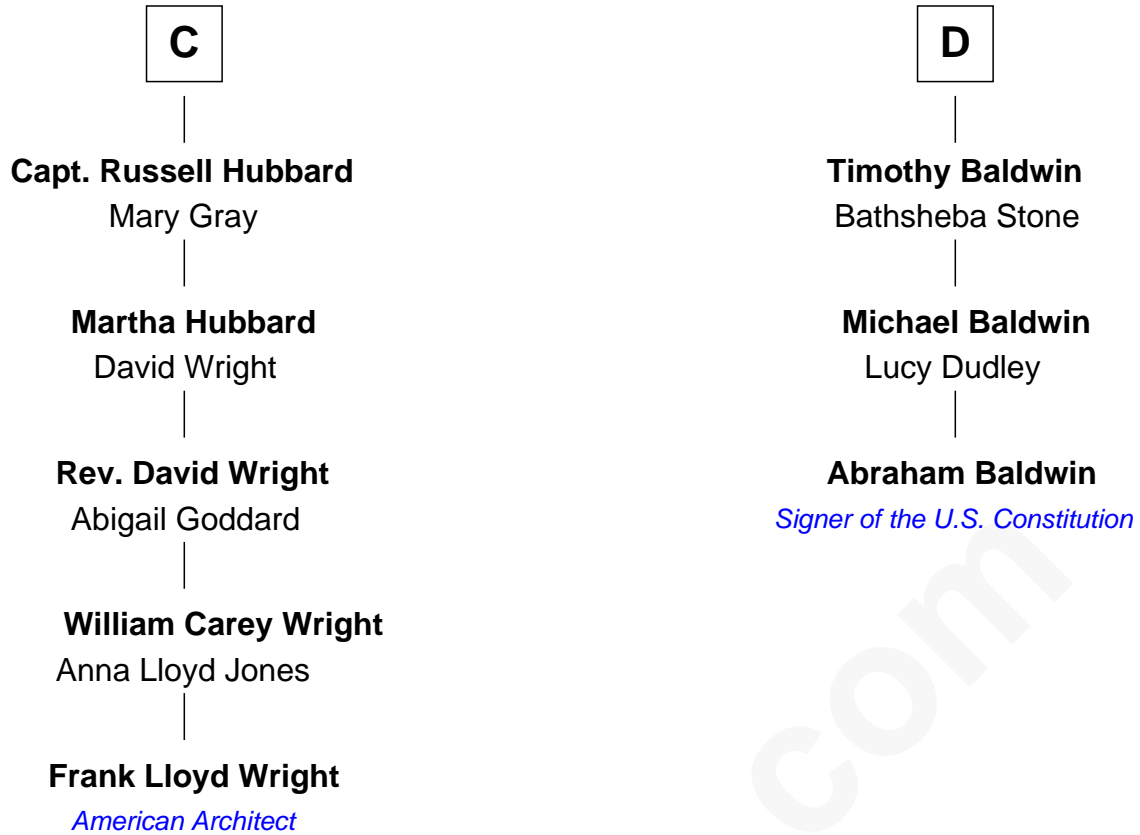 C
Capt. Russell Hubbard
Mary Gray
Martha Hubbard
David Wright
Rev. David Wright
Abigail Goddard
William Carey Wright
Anna Lloyd Jones
Frank Lloyd Wright
American Architect
D
Timothy Baldwin
Bathsheba Stone
Michael Baldwin
Lucy Dudley
Abraham Baldwin
Signer of the U.S. Constitution
com